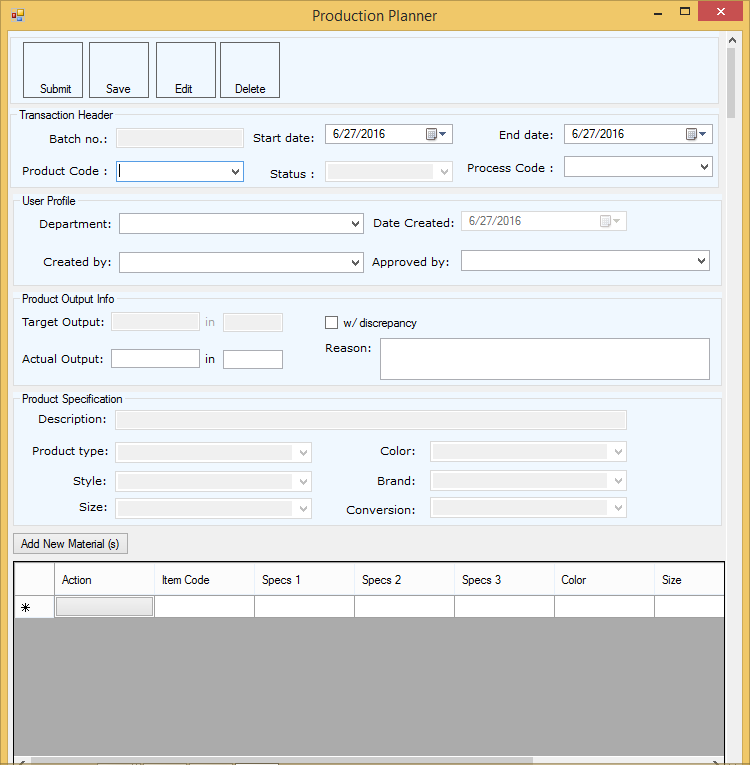 Production Planner
Submit Save Edit Delete
Transaction Header
Batch no.: Start date: 6/27/2016 End date: 6/27/2016
Product Code : Status : Process Code :
User Profile
Department: Date Created: 6/27/2016
Created by: Approved by:
Product Output Info
Target Output: in w/ discrepancy
Actual Output: in Reason:
Product Specification
Description:
Product type: Color:
Style: Brand:
Size: Conversion:
Add New Material (s)
Action Item Code Specs 1 Specs 2 Specs 3 Color Size